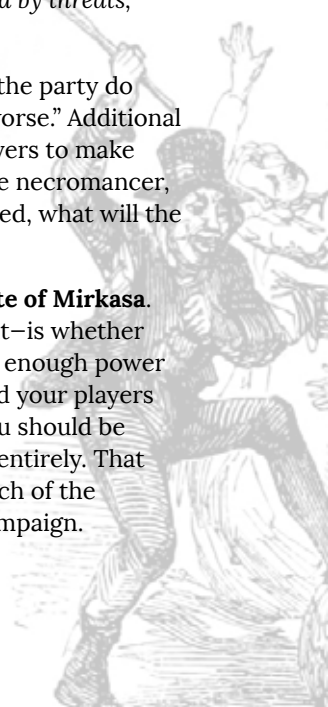 d by threats,
the party do
vorse.” Additional
yers to make
e necromancer,
ed, what will the
te of Mirkasa.
t—is whether
enough power
d your players
u should be
entirely. That
ch of the
mpaign.